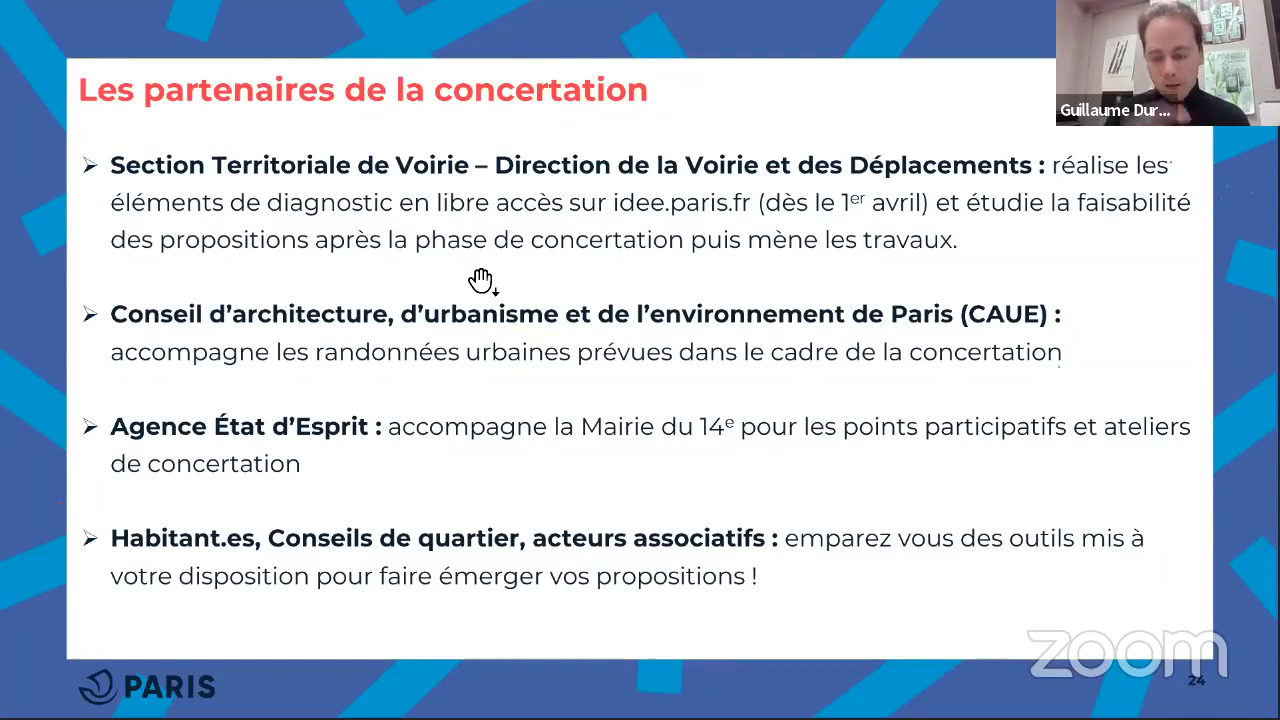 Les partenaires de la concertation
Guillaume Dur...
➢ Section Territoriale de Voirie – Direction de la Voirie et des Déplacements : réalise les
éléments de diagnostic en libre accès sur idee.paris.fr (dès le 1er avril) et étudie la faisabilité
des propositions après la phase de concertation puis mène les travaux.
➢ Conseil d’architecture, d’urbanisme et de l’environnement de Paris (CAUE) :
accompagne les randonnées urbaines prévues dans le cadre de la concertation
➢ Agence État d’Esprit : accompagne la Mairie du 14e pour les points participatifs et ateliers
de concertation
➢ Habitant.es, Conseils de quartier, acteurs associatifs : emparez vous des outils mis à
votre disposition pour faire émerger vos propositions !
zoom
24
PARIS